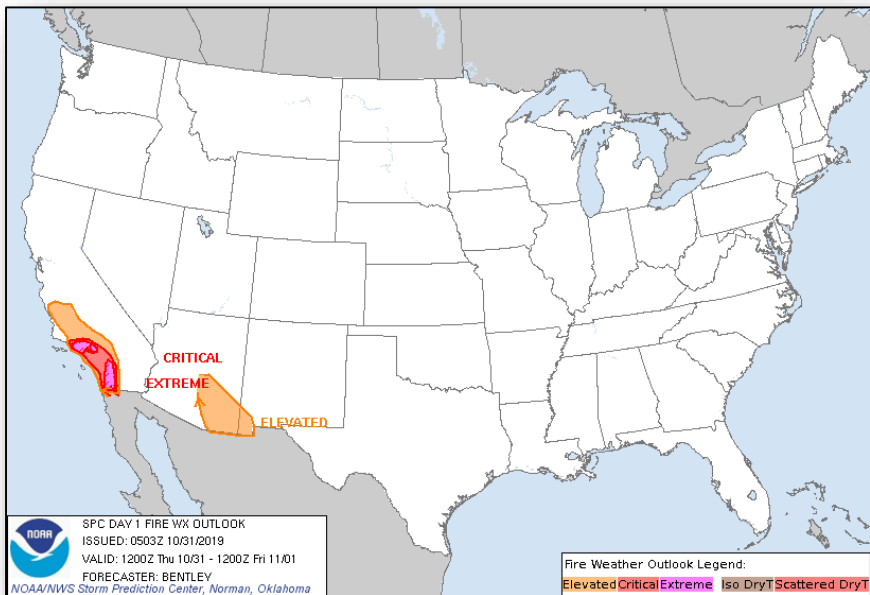 CRITICAL
EXTREME
ELEVATED
NOAA
SPC DAY 1 FIRE WX OUTLOOK
ISSUED: 0503Z 10/31/2019
VALID: 1200Z Thu 10/31 - 1200Z Fri 11/01
FORECASTER: BENTLEY
NOAA/NWS Storm Prediction Center, Norman, Oklahoma
Fire Weather Outlook Legend:
Elevated Critical Extreme Iso DryT Scattered DryT